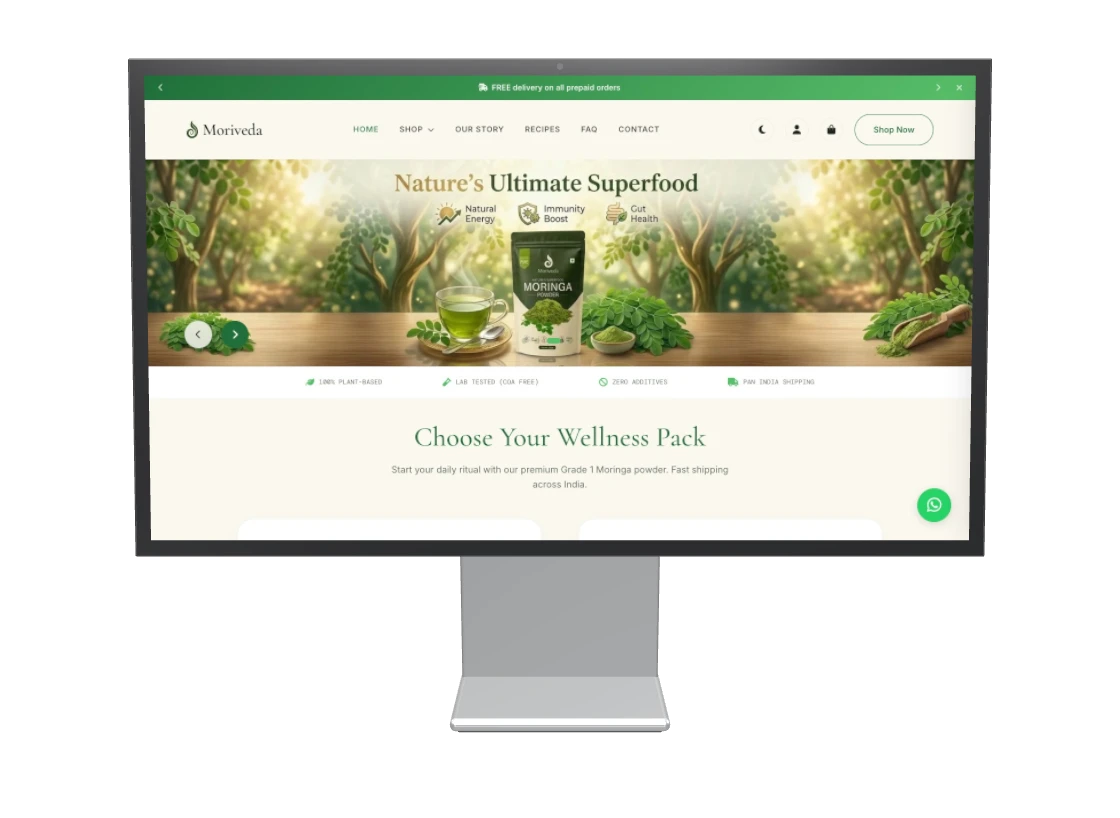 FREE delivery on all prepaid orders
Moriveda
HOME SHOP OUR STORY RECIPES FAQ CONTACT Shop Now
Nature's Ultimate Superfood
Natural Energy
Immunity Boost
Gut Health
Moriveda
MORINGA
POWDER
100% PLANT-BASED LAB TESTED (COA FREE) ZERO ADDITIVES PAN INDIA SHIPPING
Choose Your Wellness Pack
Start your daily ritual with our premium Grade 1 Moringa powder. Fast shipping
across India.